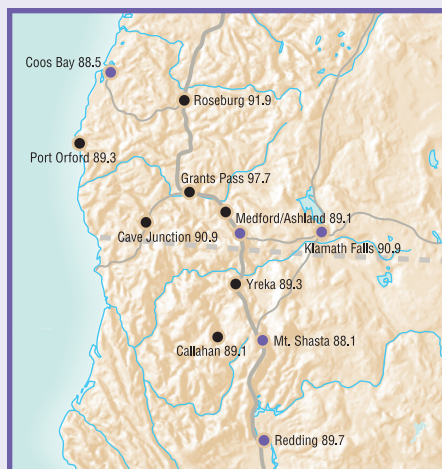 Coos Bay 88.5
Roseburg 91.9
Port Orford 89.3
Grants Pass 97.7
Medford/Ashland 89.1
Cave Junction 90.9
Klamath Falls 90.9
Yreka 89.3
Callahan 89.1
Mt. Shasta 88.1
Redding 89.7